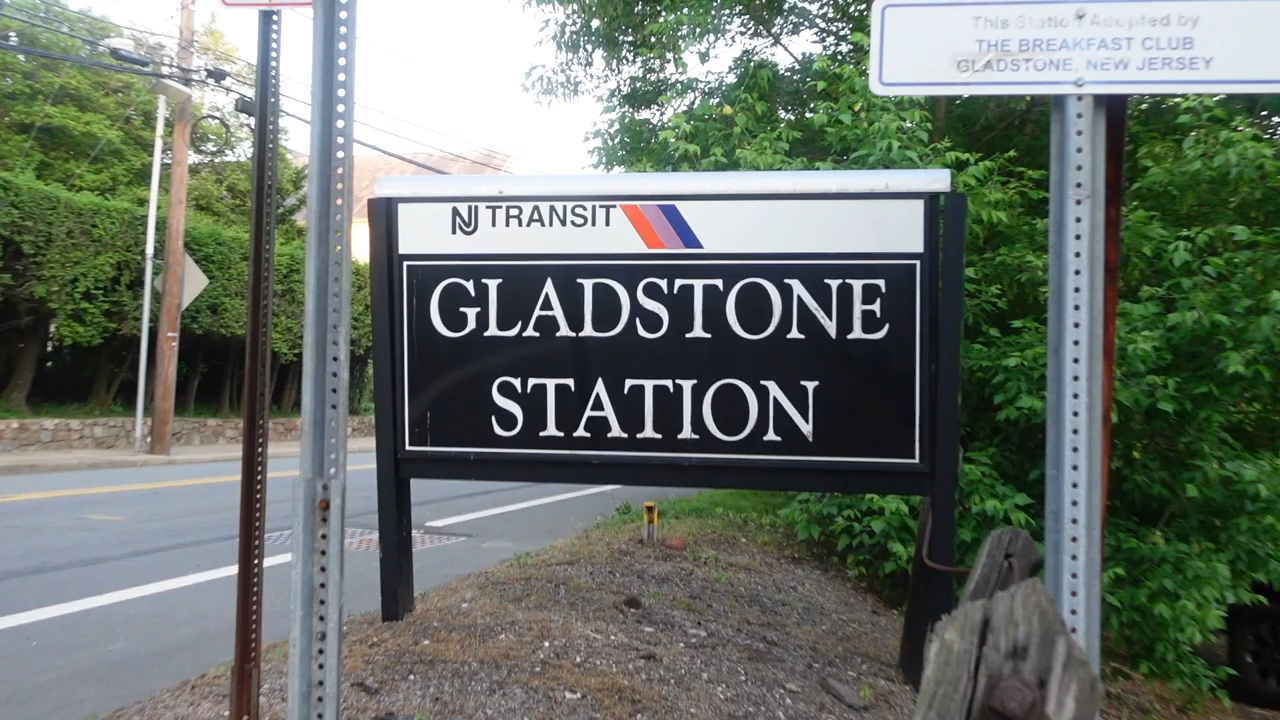 This Station Adopted by
THE BREAKFAST CLUB
GLADSTONE, NEW JERSEY
NJ TRANSIT
GLADSTONE
STATION